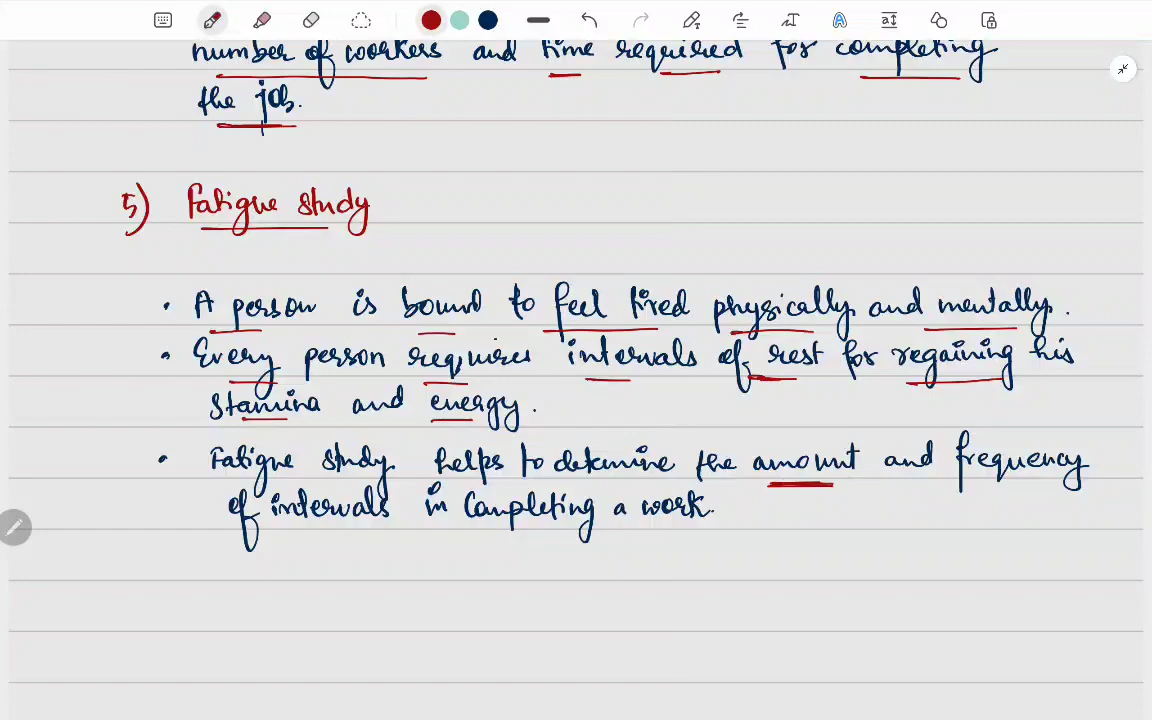 number of workers and time required for completing
the job.
5) Fatigue study
• A person is bound to feel tired physically and mentally.
• Every person requires intervals of rest for regaining his
stamina and energy.
• Fatigue study helps to determine the amount and frequency
of intervals in completing a work.